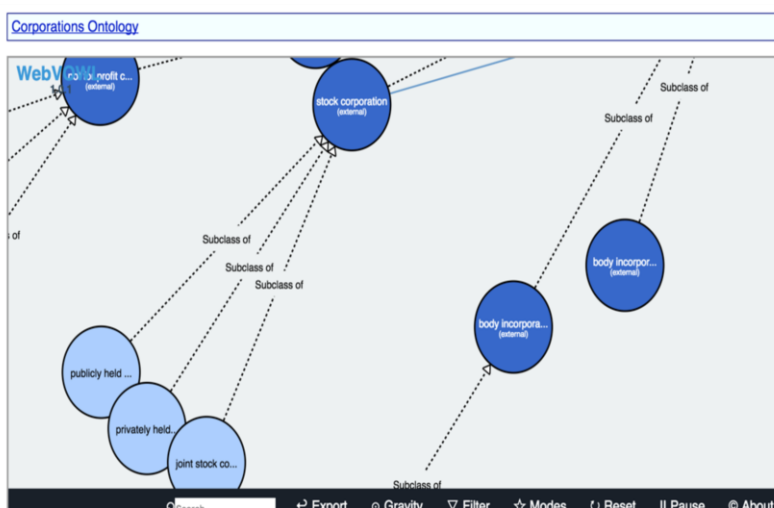 Corporations Ontology
WebVOWL
profit c...
(external)
stock corporation
(external)
Subclass of
Subclass of
s of
Subclass of
Subclass of
Subclass of
body incorpor...
(external)
body incorpora...
(external)
publicly held ...
privately held...
joint stock co...
Subclass of
Search
Export
Gravity
Filter
Modes
Reset
Pause
© About